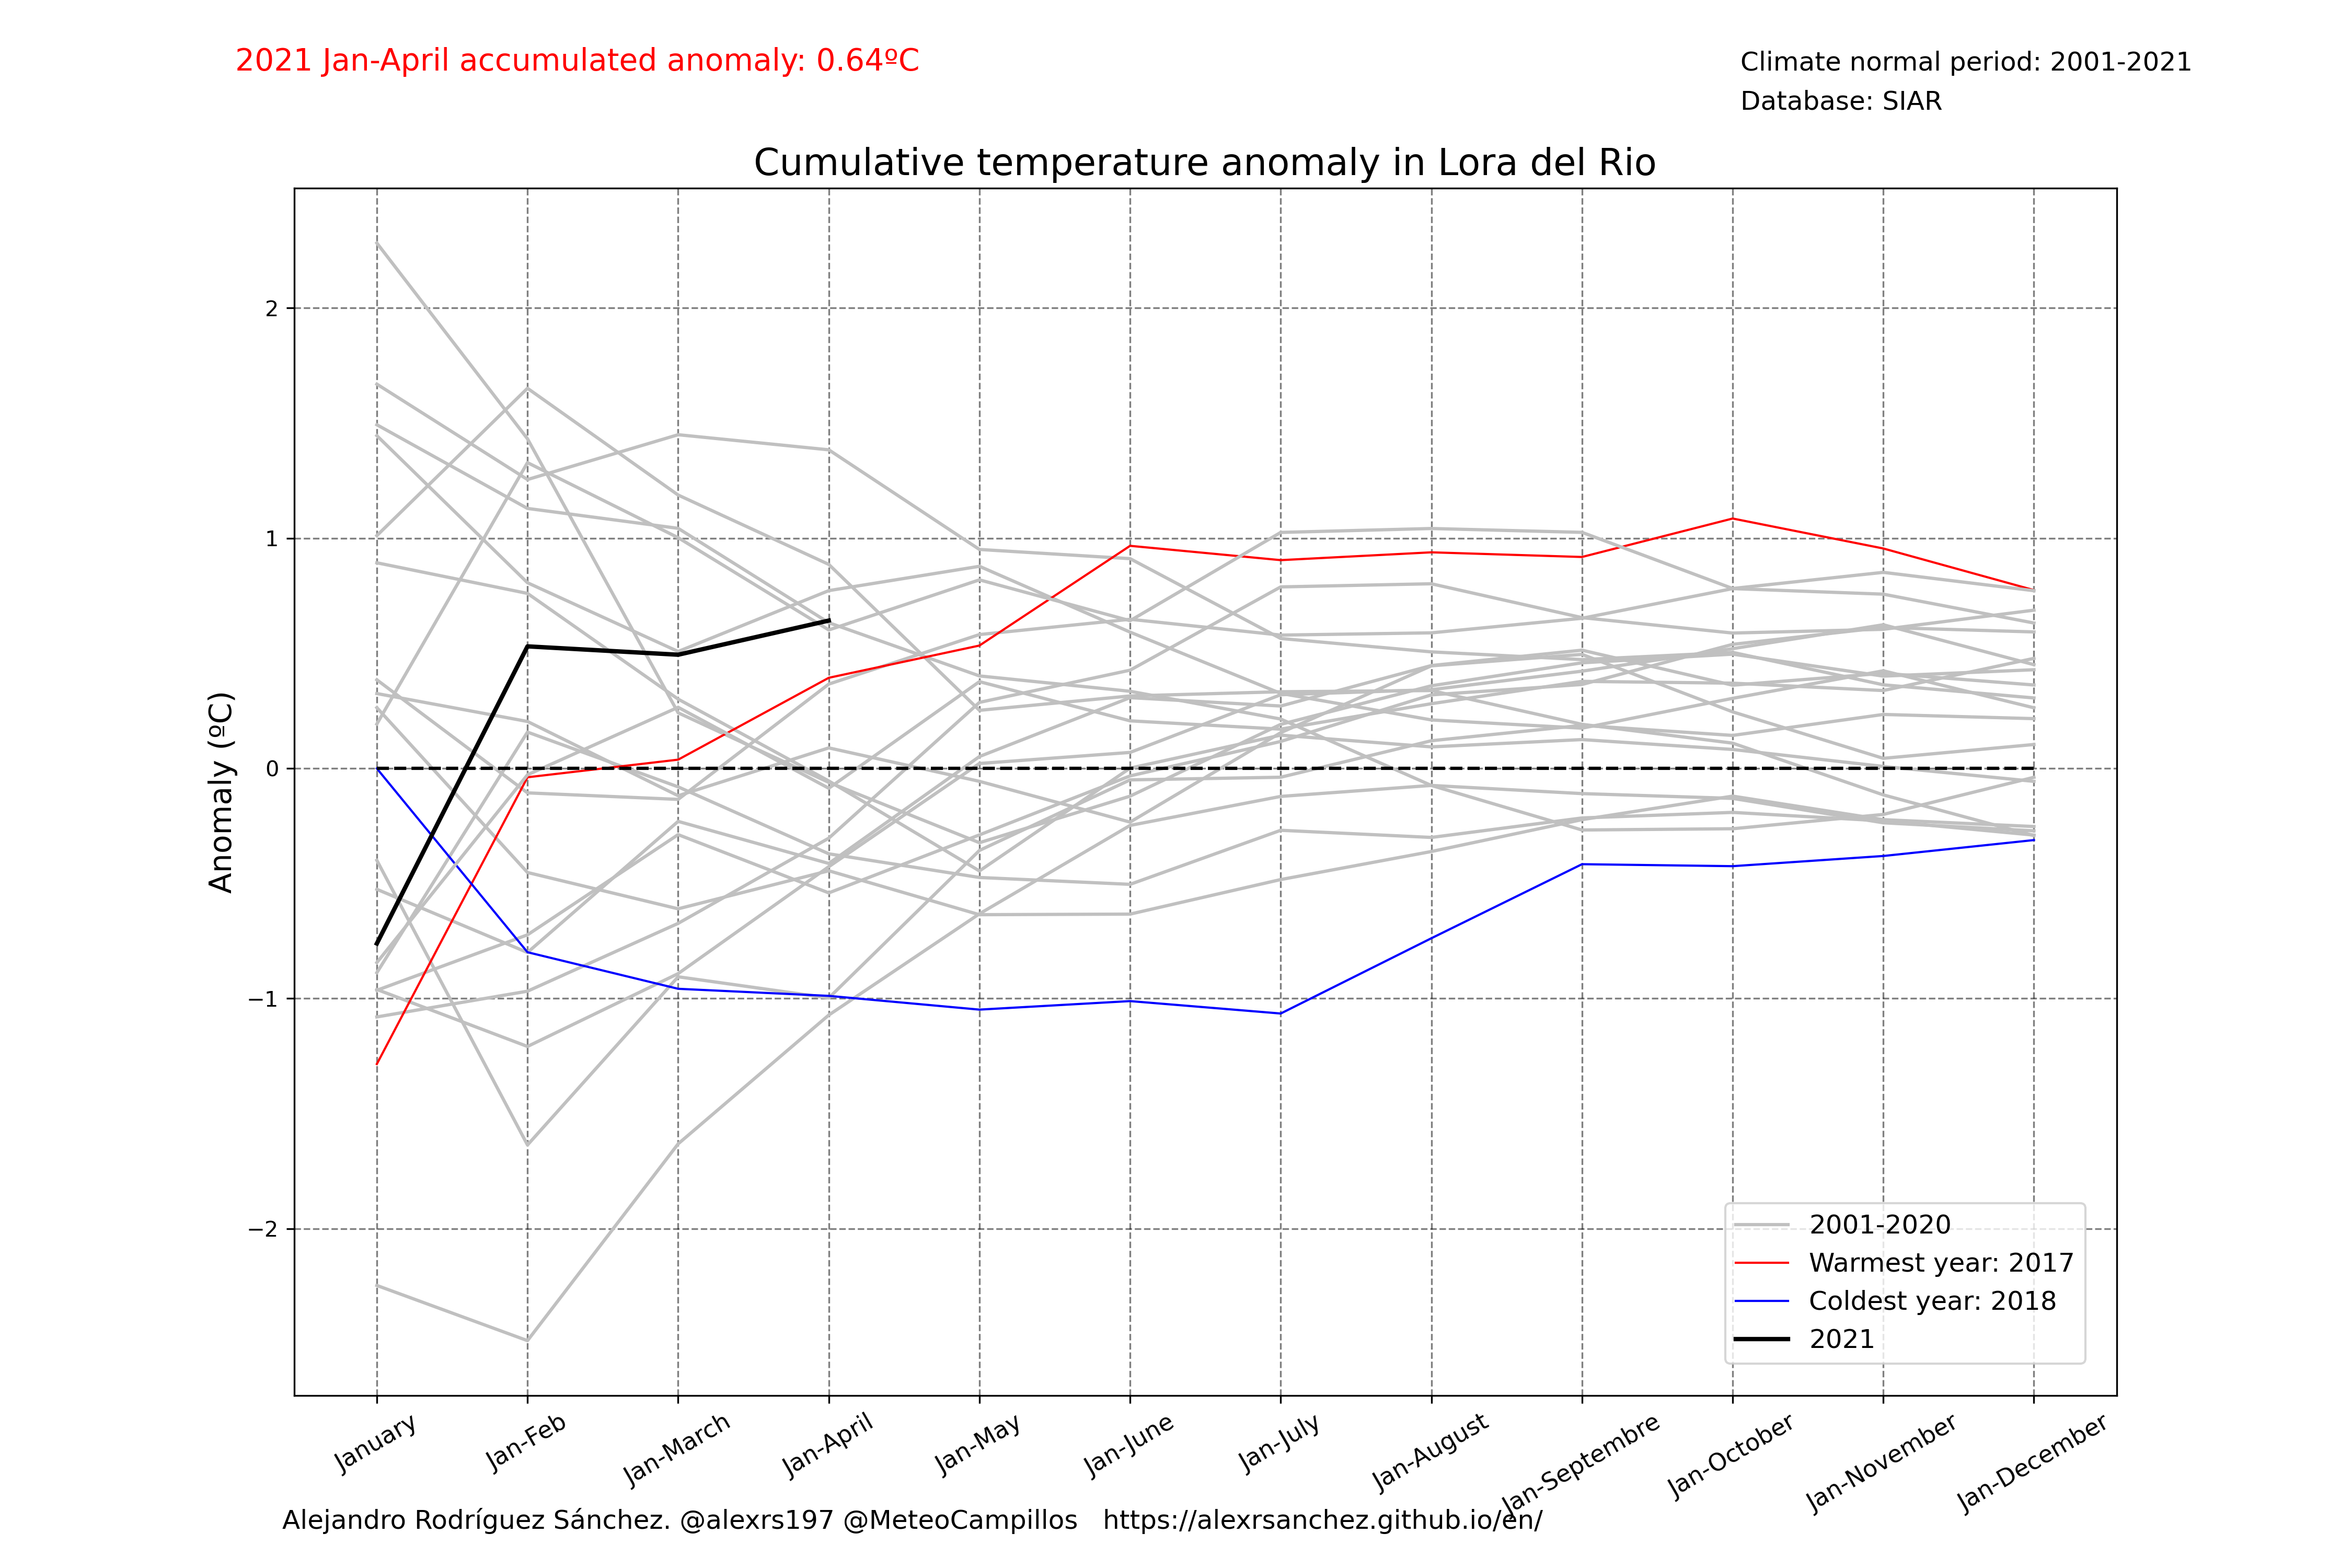 2021 Jan-April accumulated anomaly: 0.64ºC
Climate normal period: 2001-2021
Database: SIAR
Cumulative temperature anomaly in Lora del Rio
Anomaly (ºC)
2
1
0
−1
−2
2001-2020
Warmest year: 2017
Coldest year: 2018
2021
January
Jan-Feb
Jan-March
Jan-April
Jan-May
Jan-June
Jan-July
Jan-August
Jan-Septembre
Jan-October
Jan-November
Jan-December
Alejandro Rodríguez Sánchez. @alexrs197 @MeteoCampillos   https://alexrsanchez.github.io/en/